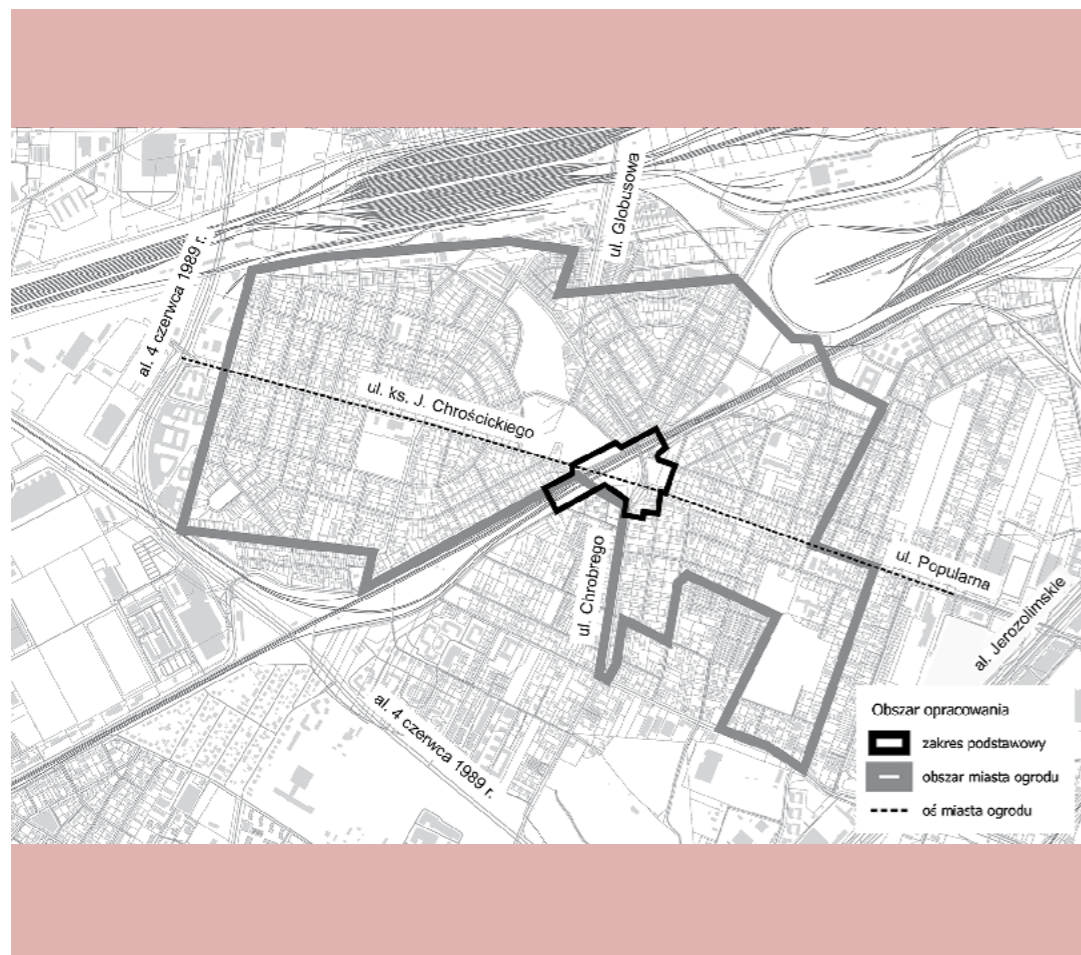 ul. Globusowa
al. 4 czerwca 1989 r.
ul. ks. J. Chrościckiego
ul. Chrobrego
ul. Popularna
al. Jerozolimskie
al. 4 czerwca 1989 r.
Obszar opracowania
zakres podstawowy
obszar miasta ogrodu
oś miasta ogrodu